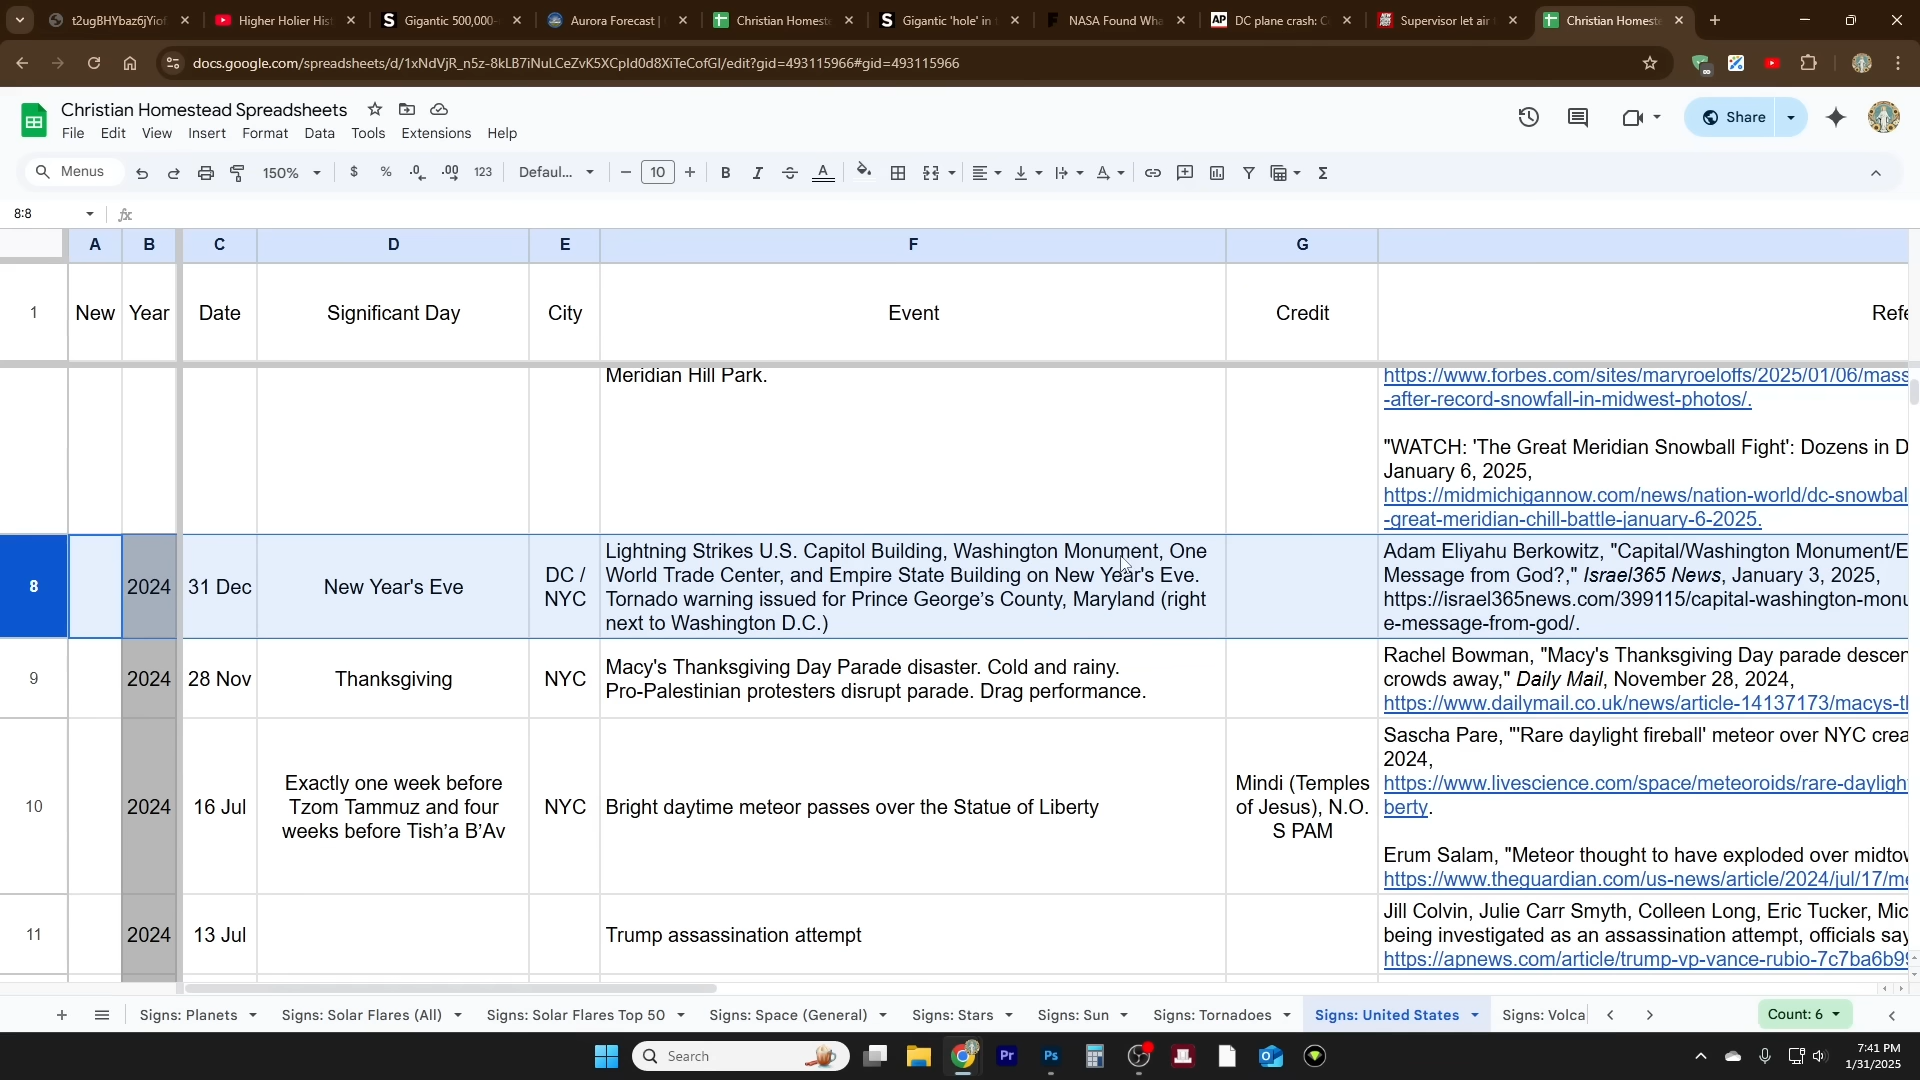 t2ugBHYbaz6jYiof
Higher Holier His
Gigantic 500,000-
Aurora Forecast |
Christian Homeste
Gigantic 'hole' in
NASA Found Wha
DC plane crash: C
Supervisor let air
Christian Homeste
docs.google.com/spreadsheets/d/1xNdVjR_n5z-8kLB7iNuLCeZvK5XCpId0d8XiTeCofGI/edit?gid=493115966#gid=493115966
Christian Homestead Spreadsheets
File Edit View Insert Format Data Tools Extensions Help
Share
Menus
150%
$ % .0 .00 123
Defaul...
10
8:8
A B C D E F G
1 New Year Date Significant Day City Event Credit Refe
Meridian Hill Park.
https://www.forbes.com/sites/maryroeloffs/2025/01/06/mass
-after-record-snowfall-in-midwest-photos/.
"WATCH: 'The Great Meridian Snowball Fight': Dozens in D
January 6, 2025,
https://midmichigannow.com/news/nation-world/dc-snowbal
-great-meridian-chill-battle-january-6-2025.
8
2024
31 Dec
New Year's Eve
DC /
NYC
Lightning Strikes U.S. Capitol Building, Washington Monument, One
World Trade Center, and Empire State Building on New Year's Eve.
Tornado warning issued for Prince George's County, Maryland (right
next to Washington D.C.)
Adam Eliyahu Berkowitz, "Capital/Washington Monument/E
Message from God?," Israel365 News, January 3, 2025,
https://israel365news.com/399115/capital-washington-monu
e-message-from-god/.
9
2024
28 Nov
Thanksgiving
NYC
Macy's Thanksgiving Day Parade disaster. Cold and rainy.
Pro-Palestinian protesters disrupt parade. Drag performance.
Rachel Bowman, "Macy's Thanksgiving Day parade descen
crowds away," Daily Mail, November 28, 2024,
https://www.dailymail.co.uk/news/article-14137173/macys-t
10
2024
16 Jul
Exactly one week before
Tzom Tammuz and four
weeks before Tish'a B'Av
NYC
Bright daytime meteor passes over the Statue of Liberty
Mindi (Temples
of Jesus), N.O.
S PAM
Sascha Pare, "'Rare daylight fireball' meteor over NYC crea
2024,
https://www.livescience.com/space/meteoroids/rare-dayligh
berty.
Erum Salam, "Meteor thought to have exploded over midto
https://www.theguardian.com/us-news/article/2024/jul/17/me
11
2024
13 Jul
Trump assassination attempt
Jill Colvin, Julie Carr Smyth, Colleen Long, Eric Tucker, Mic
being investigated as an assassination attempt, officials say
https://apnews.com/article/trump-vp-vance-rubio-7c7ba6b9
Signs: Planets
Signs: Solar Flares (All)
Signs: Solar Flares Top 50
Signs: Space (General)
Signs: Stars
Signs: Sun
Signs: Tornadoes
Signs: United States
Signs: Volca
Count: 6
Search
Pr
Ps
7:41 PM
1/31/2025